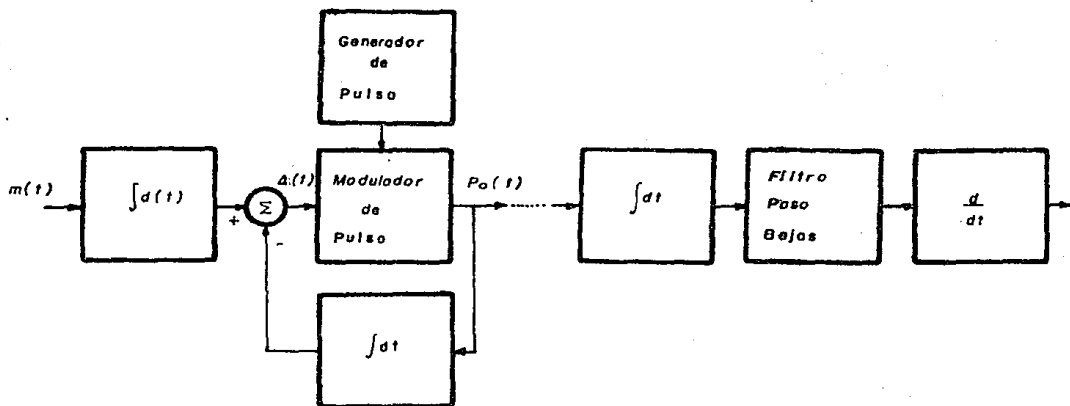 Generador
de
Pulso
m(t)
∫d(t)
+
Σ
-
Δ(t)
Modulador
de
Pulso
Po(t)
∫dt
∫dt
Filtro
Paso
Bajas
d
dt